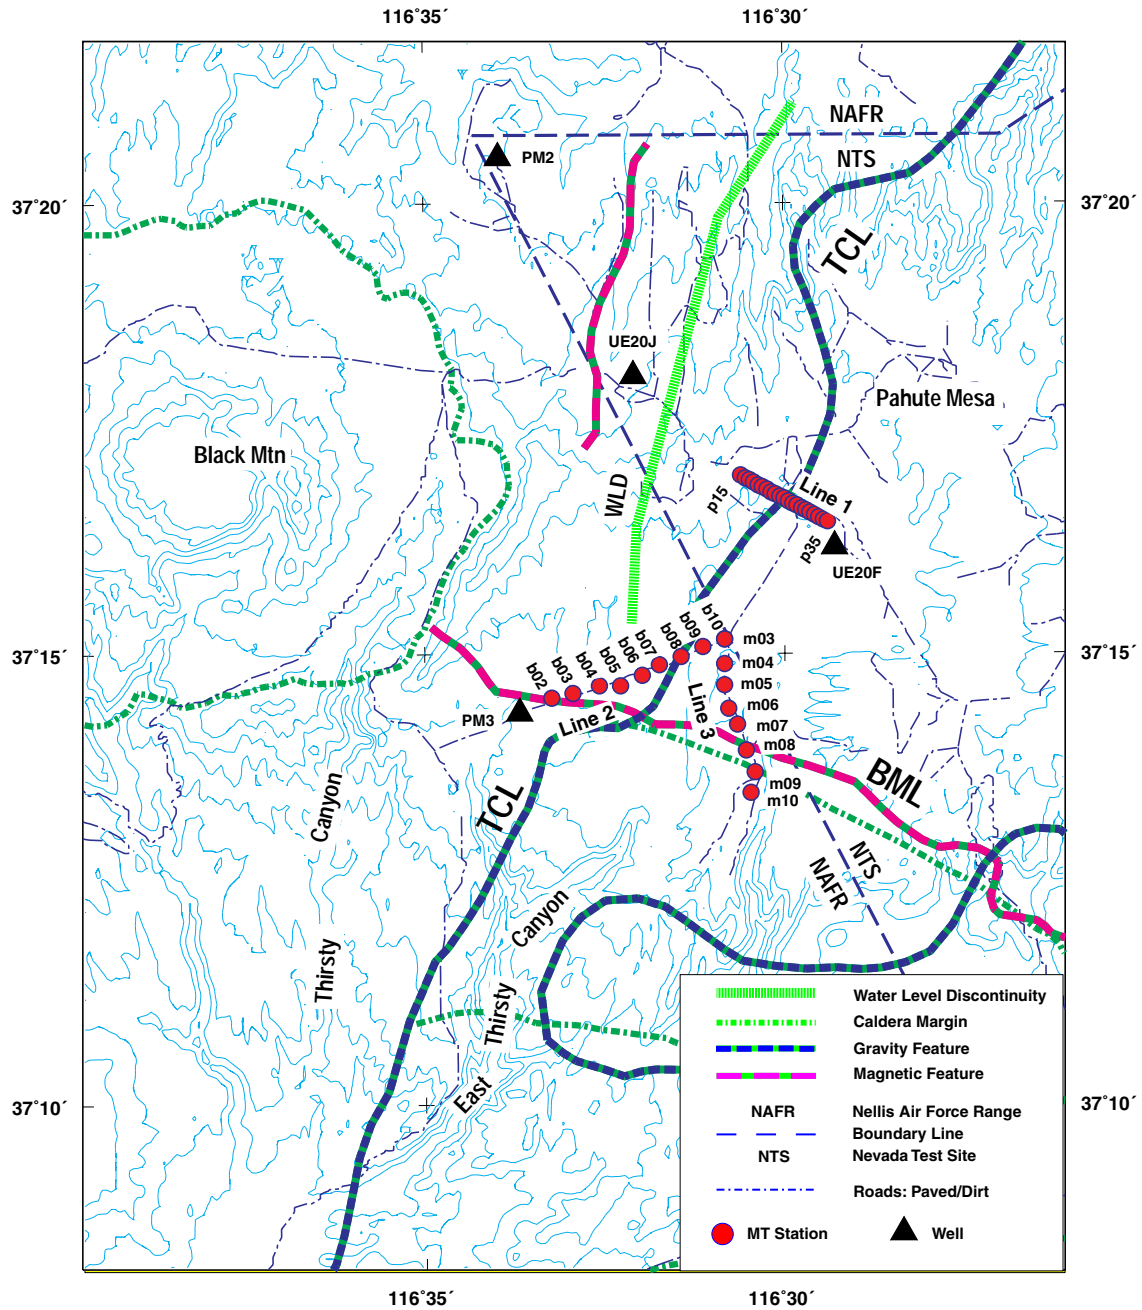 116°35´
116°30´
NAFR
NTS
PM2
37°20´
37°20´
TCL
UE20J
Pahute Mesa
Black Mtn
WLD
Line 1
p15
p35
UE20F
b10
b09
b08
b07
b06
b05
b04
b03
b02
m03
37°15´
37°15´
m04
m05
m06
m07
m08
m09
m10
PM3
Line 2
Line 3
BML
TCL
Canyon
NTS
NAFR
Canyon
Thirsty
Thirsty
East
37°10´
37°10´
Water Level Discontinuity
Caldera Margin
Gravity Feature
Magnetic Feature
NAFR Nellis Air Force Range
Boundary Line
NTS Nevada Test Site
Roads: Paved/Dirt
MT Station Well
116°35´
116°30´